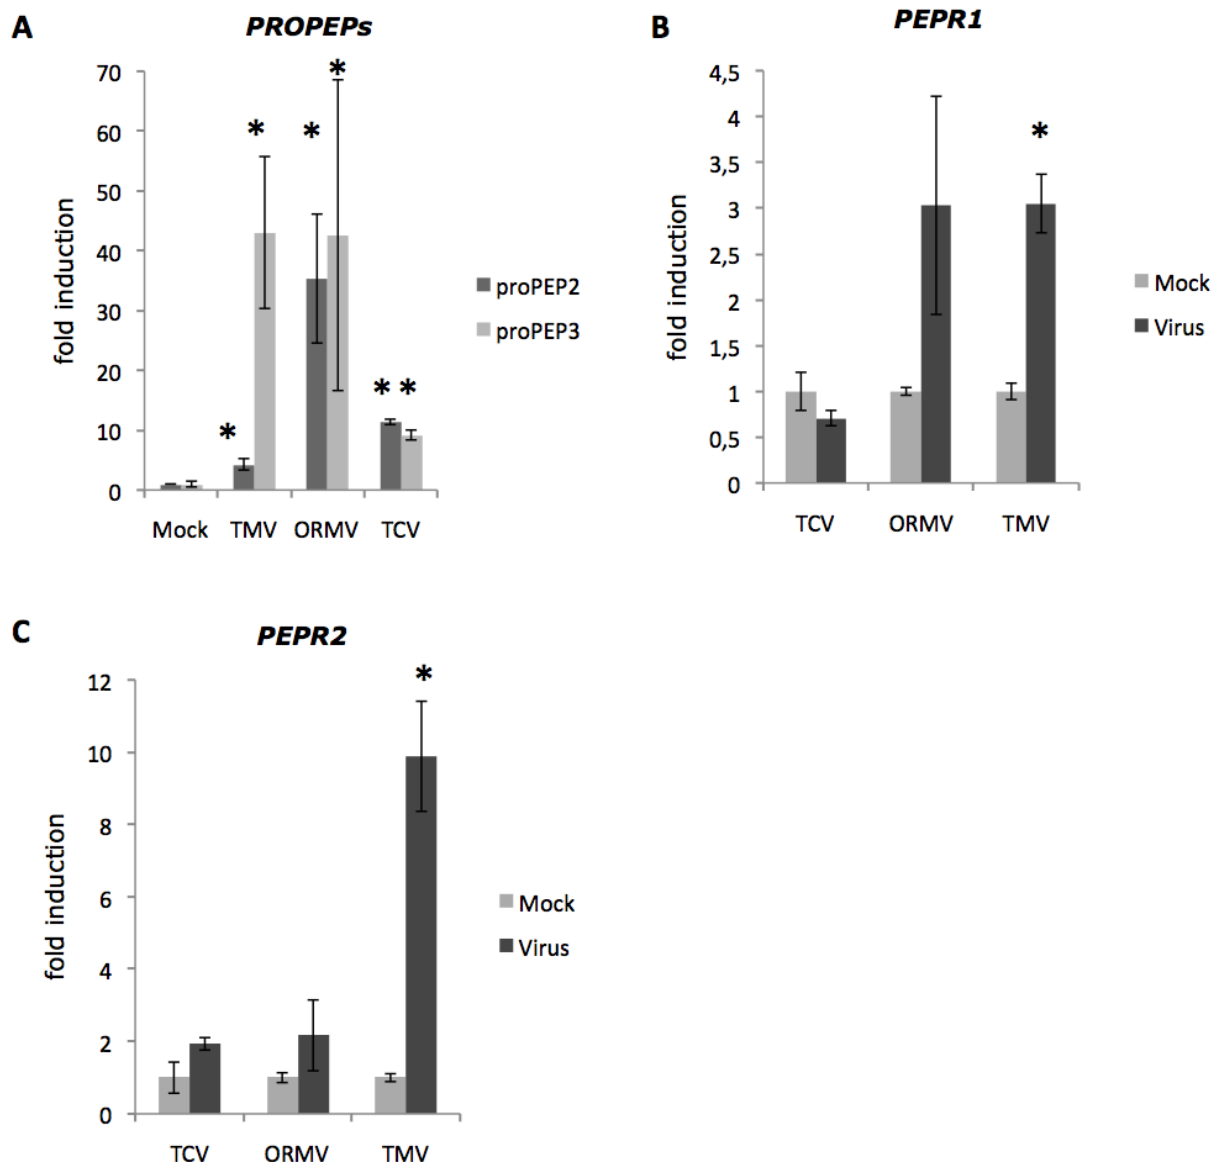 A
PROPEPs
70
60
50
40
30
20
10
0
fold induction
* * * * * *
Mock TMV ORMV TCV
proPEP2
proPEP3
B
PEPR1
4,5
4
3,5
3
2,5
2
1,5
1
0,5
0
fold induction
*
TCV ORMV TMV
Mock
Virus
C
PEPR2
12
10
8
6
4
2
0
fold induction
*
TCV ORMV TMV
Mock
Virus